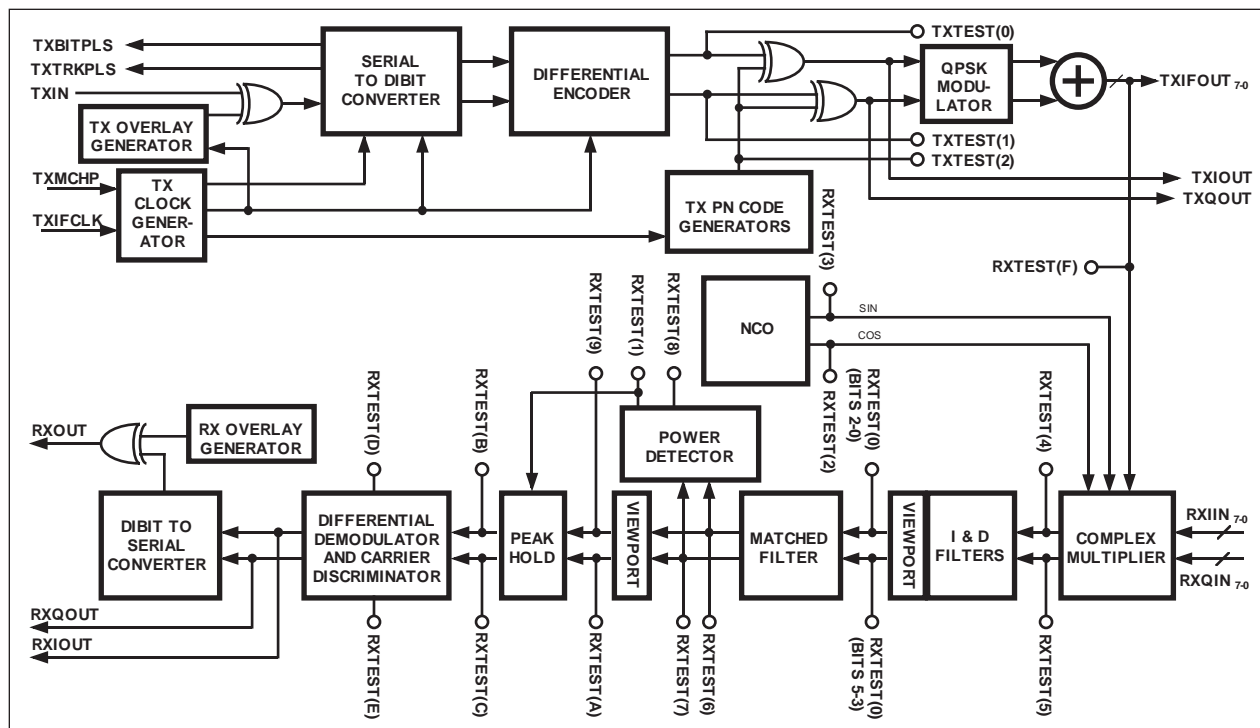 TXBITPLS
TXTRKPLS
TXIN
TX OVERLAY
GENERATOR
TXMCHP
TXIFCLK
TX
CLOCK
GENER-
ATOR
SERIAL
TO DIBIT
CONVERTER
DIFFERENTIAL
ENCODER
TXTEST(0)
QPSK
MODU-
LATOR
TXIFOUT 7-0
TXTEST(1)
TXTEST(2)
TXIOUT
TXQOUT
TX PN CODE
GENERATORS
RXTEST(3)
RXTEST(F)
NCO
SIN
COS
RXTEST(9)
RXTEST(1)
RXTEST(8)
RXTEST(2)
RXTEST(0)
(BITS 2-0)
RXTEST(4)
RXTEST(D)
RXTEST(B)
RXOUT
RX OVERLAY
GENERATOR
POWER
DETECTOR
DIBIT TO
SERIAL
CONVERTER
DIFFERENTIAL
DEMODULATOR
AND CARRIER
DISCRIMINATOR
PEAK
HOLD
VIEWPORT
MATCHED
FILTER
VIEWPORT
I & D
FILTERS
COMPLEX
MULTIPLIER
RXIIN 7-0
RXQIN 7-0
RXQOUT
RXIOUT
RXTEST(E)
RXTEST(C)
RXTEST(A)
RXTEST(7)
RXTEST(6)
RXTEST(0)
(BITS 5-3)
RXTEST(5)